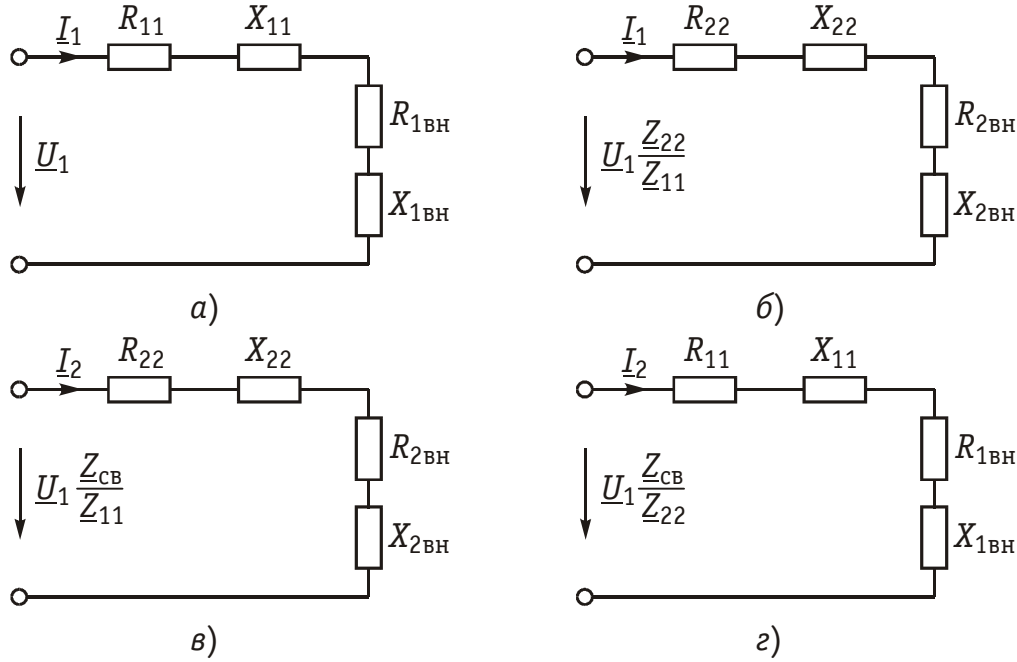 I₁ R₁₁ X₁₁
R₁вн
U₁
X₁вн
а)
I₁ R₂₂ X₂₂
R₂вн
U₁ Z₂₂/Z₁₁
X₂вн
б)
I₂ R₂₂ X₂₂
R₂вн
U₁ Zсв/Z₁₁
X₂вн
в)
I₂ R₁₁ X₁₁
R₁вн
U₁ Zсв/Z₂₂
X₁вн
г)